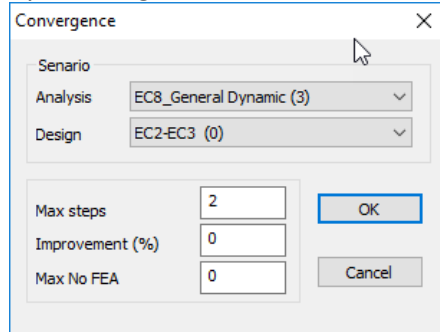 Convergence
Senario
Analysis EC8_General Dynamic (3)
Design EC2-EC3 (0)
Max steps 2 OK
Improvement (%) 0
Max No FEA 0 Cancel